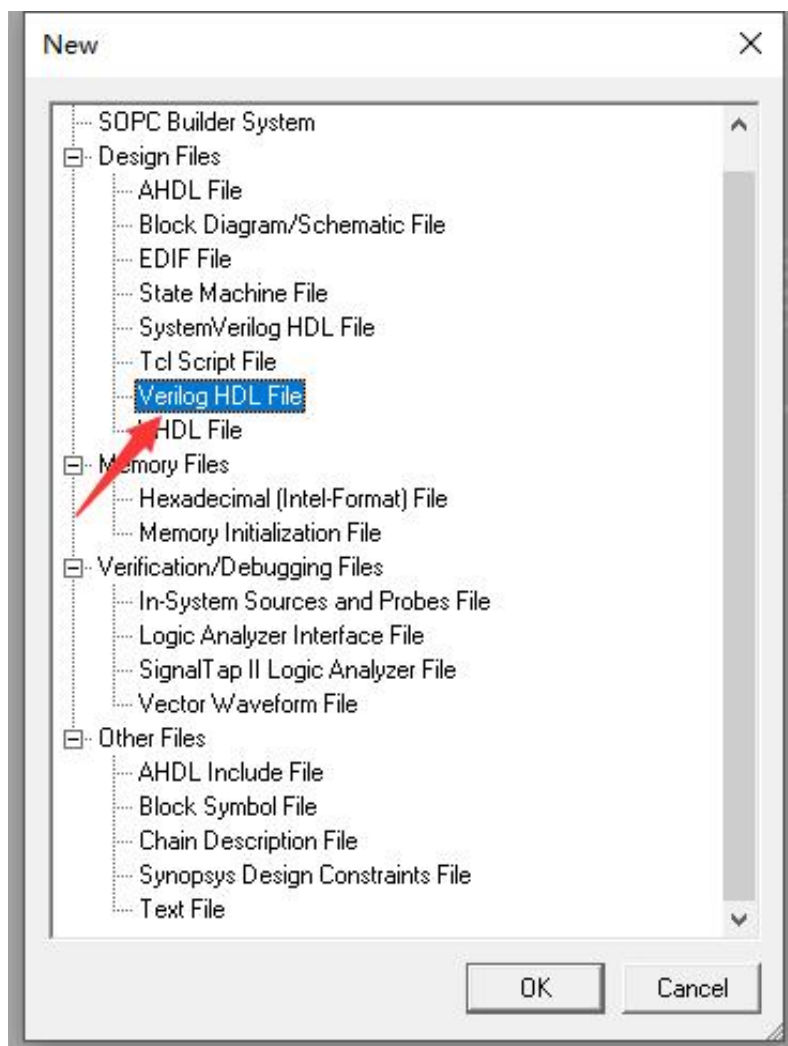 New
SOPC Builder System
Design Files
AHDL File
Block Diagram/Schematic File
EDIF File
State Machine File
SystemVerilog HDL File
Tcl Script File
Verilog HDL File
HDL File
Memory Files
Hexadecimal (Intel-Format) File
Memory Initialization File
Verification/Debugging Files
In-System Sources and Probes File
Logic Analyzer Interface File
SignalTap II Logic Analyzer File
Vector Waveform File
Other Files
AHDL Include File
Block Symbol File
Chain Description File
Synopsys Design Constraints File
Text File
OK Cancel